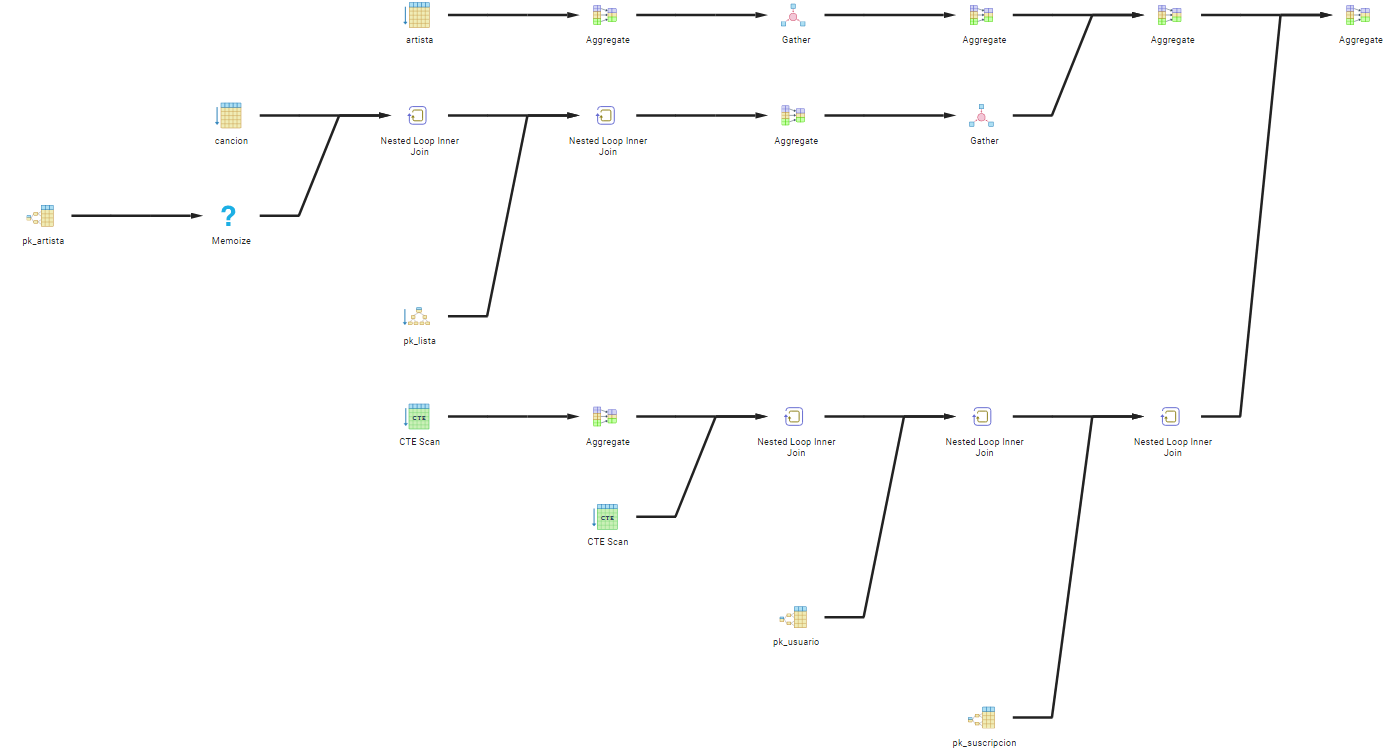 artista
Aggregate
Gather
Aggregate
Aggregate
Aggregate
cancion
Nested Loop Inner
Join
Nested Loop Inner
Join
Aggregate
Gather
pk_artista
?
Memoize
pk_lista
CTE
CTE Scan
Aggregate
Nested Loop Inner
Join
Nested Loop Inner
Join
Nested Loop Inner
Join
CTE
CTE Scan
pk_usuario
pk_suscripcion